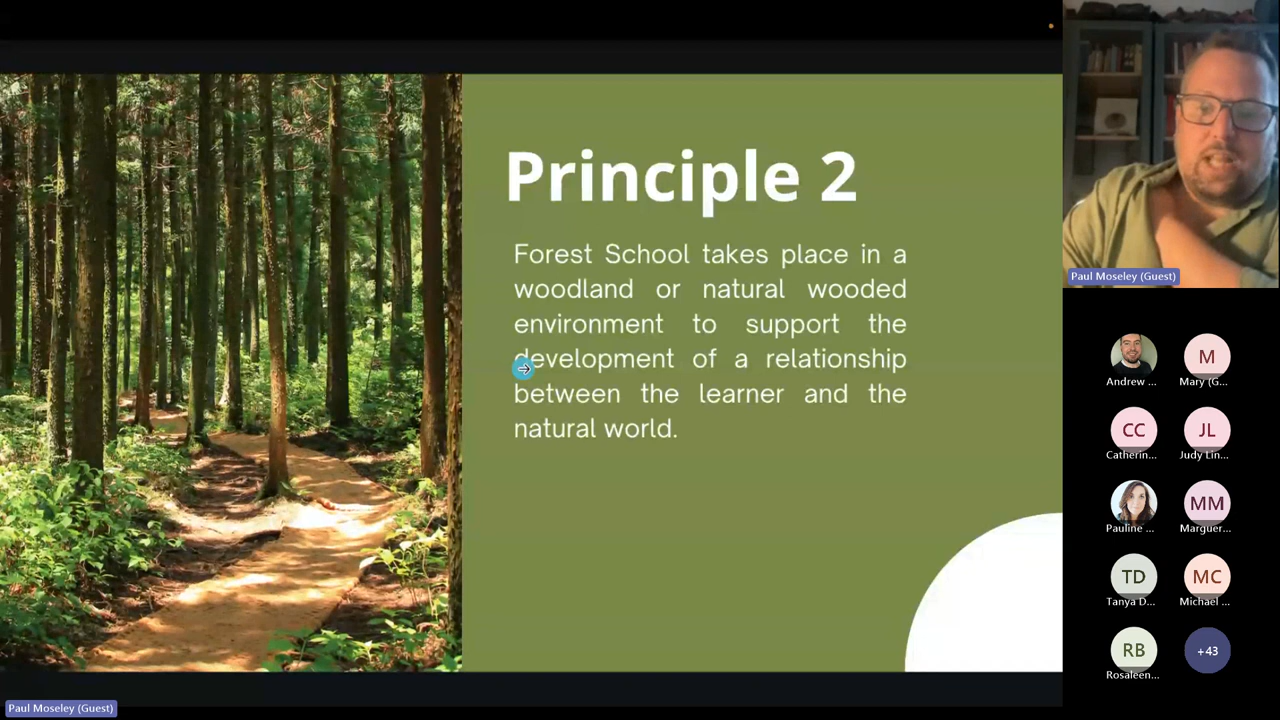 Principle 2
Forest School takes place in a
woodland or natural wooded
environment to support the
development of a relationship
between the learner and the
natural world.
Paul Moseley (Guest)
Andrew ...
M
Mary (G...
CC
Catherin...
JL
Judy Lin...
Pauline ...
MM
Marguer...
TD
Tanya D...
MC
Michael ...
RB
Rosaleen...
+43
Paul Moseley (Guest)